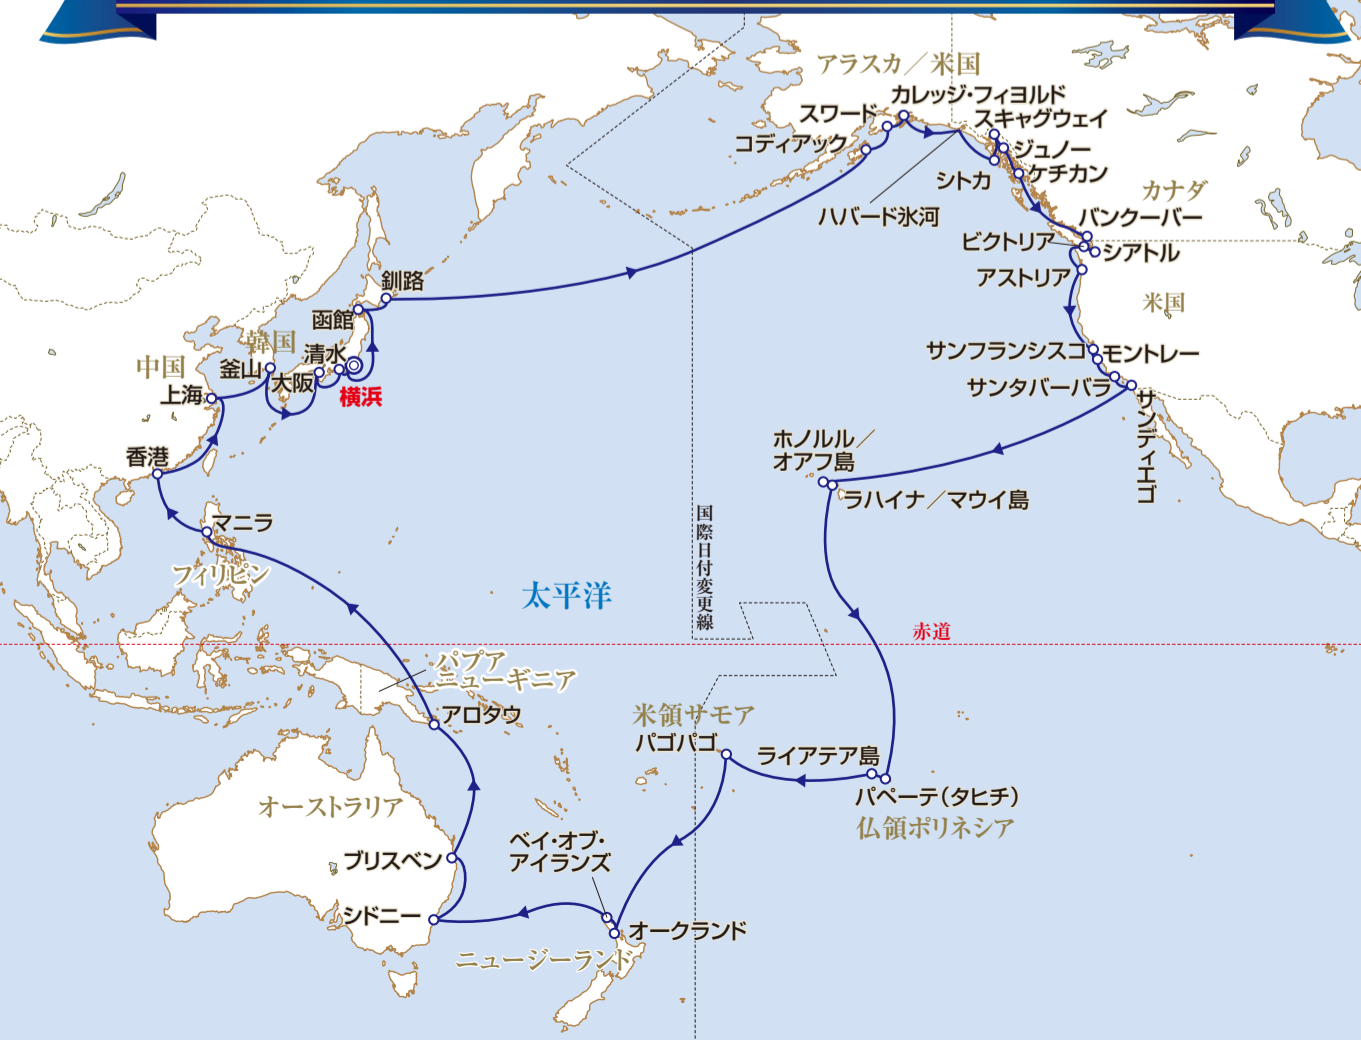 アラスカ／米国
カレッジ・フィヨルド
スワード
スキャグウェイ
コディアック
ジュノー
ケチカン
シトカ
カナダ
ハバード氷河
バンクーバー
ビクトリア
シアトル
アストリア
釧路
米国
函館
韓国
清水
サンフランシスコ
モントレー
中国
釜山
大阪
サンタバーバラ
上海
横浜
サンディエゴ
ホノルル／
オアフ島
香港
ラハイナ／マウイ島
マニラ
国際日付変更線
フィリピン
太平洋
赤道
パプア
ニューギニア
アロタウ
米領サモア
パゴパゴ
ライアテア島
パペーテ（タヒチ）
仏領ポリネシア
オーストラリア
ベイ・オブ・
アイランズ
ブリスベン
シドニー
オークランド
ニュージーランド